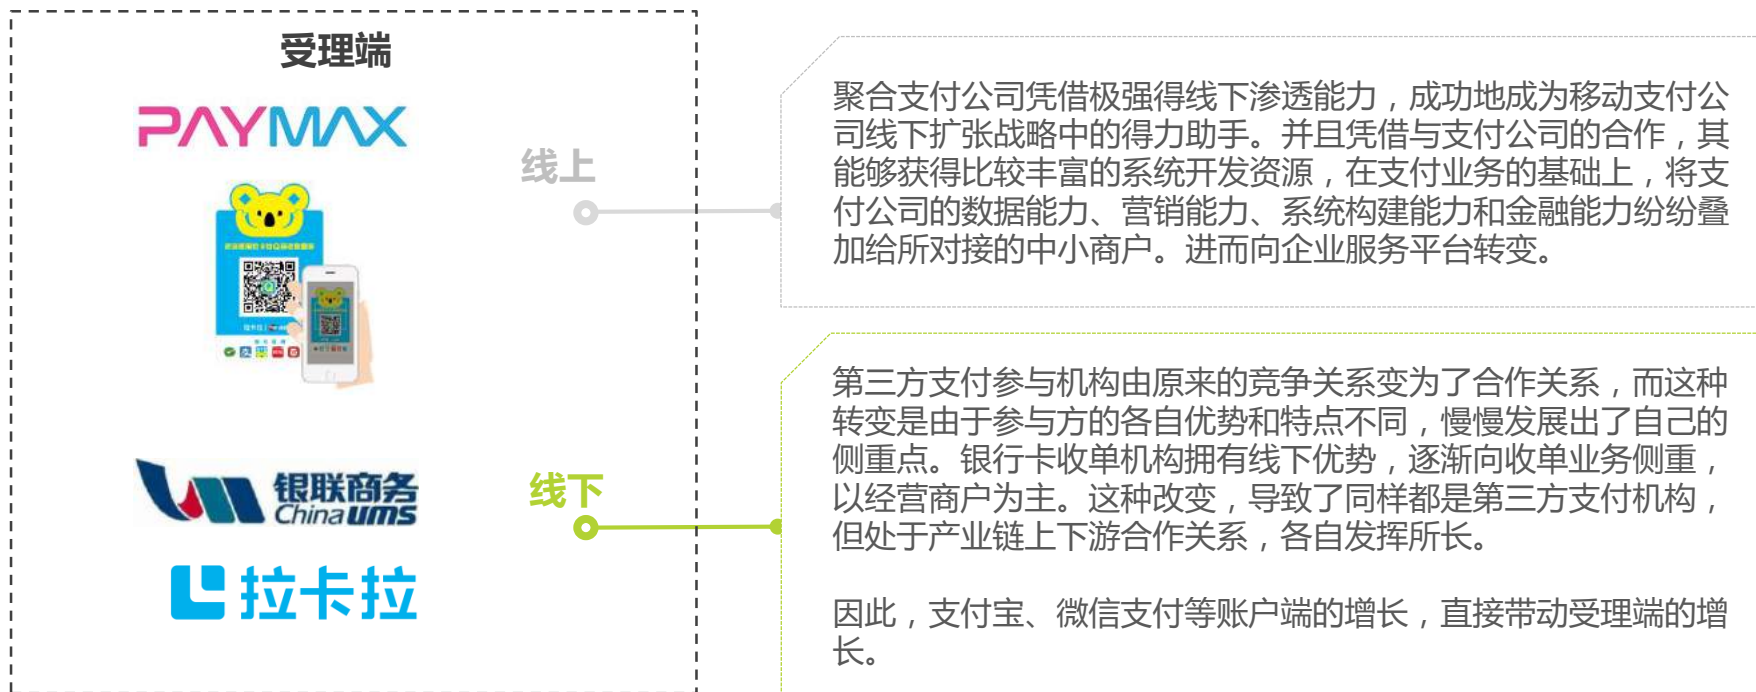 受理端
PAYMAX
线上
拉卡拉
银联商务
China ums
线下
拉卡拉
聚合支付公司凭借极强得线下渗透能力，成功地成为移动支付公
司线下扩张战略中的得力助手。并且凭借与支付公司的合作，其
能够获得比较丰富的系统开发资源，在支付业务的基础上，将支
付公司的数据能力、营销能力、系统构建能力和金融能力纷纷叠
加给所对接的中小商户。进而向企业服务平台转变。
第三方支付参与机构由原来的竞争关系变为了合作关系，而这种
转变是由于参与方的各自优势和特点不同，慢慢发展出了自己的
侧重点。银行卡收单机构拥有线下优势，逐渐向收单业务侧重，
以经营商户为主。这种改变，导致了同样都是第三方支付机构，
但处于产业链上下游合作关系，各自发挥所长。
因此，支付宝、微信支付等账户端的增长，直接带动受理端的增
长。